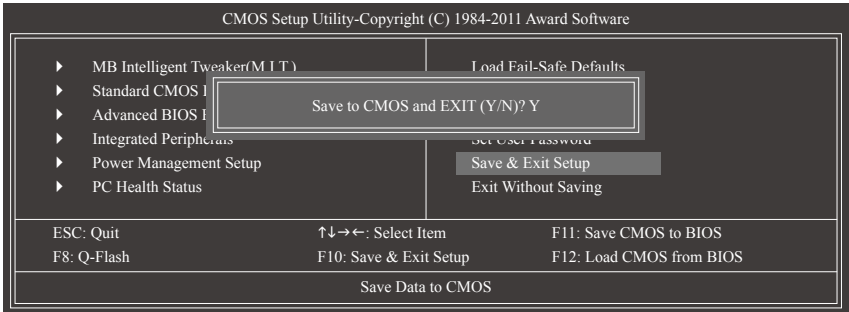 CMOS Setup Utility-Copyright (C) 1984-2011 Award Software
MB Intelligent Tweaker(M.I.T.)
Standard CMOS
Advanced BIOS
Integrated Peripherals
Power Management Setup
PC Health Status
Load Fail-Safe Defaults
Set User Password
Save & Exit Setup
Exit Without Saving
Save to CMOS and EXIT (Y/N)? Y
ESC: Quit
↑↓→←: Select Item
F11: Save CMOS to BIOS
F8: Q-Flash
F10: Save & Exit Setup
F12: Load CMOS from BIOS
Save Data to CMOS